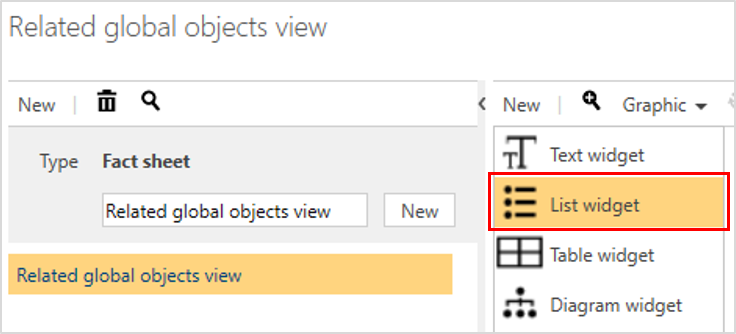 Related global objects view
New
Type Fact sheet
Related global objects view New
Related global objects view
New Graphic
Text widget
List widget
Table widget
Diagram widget